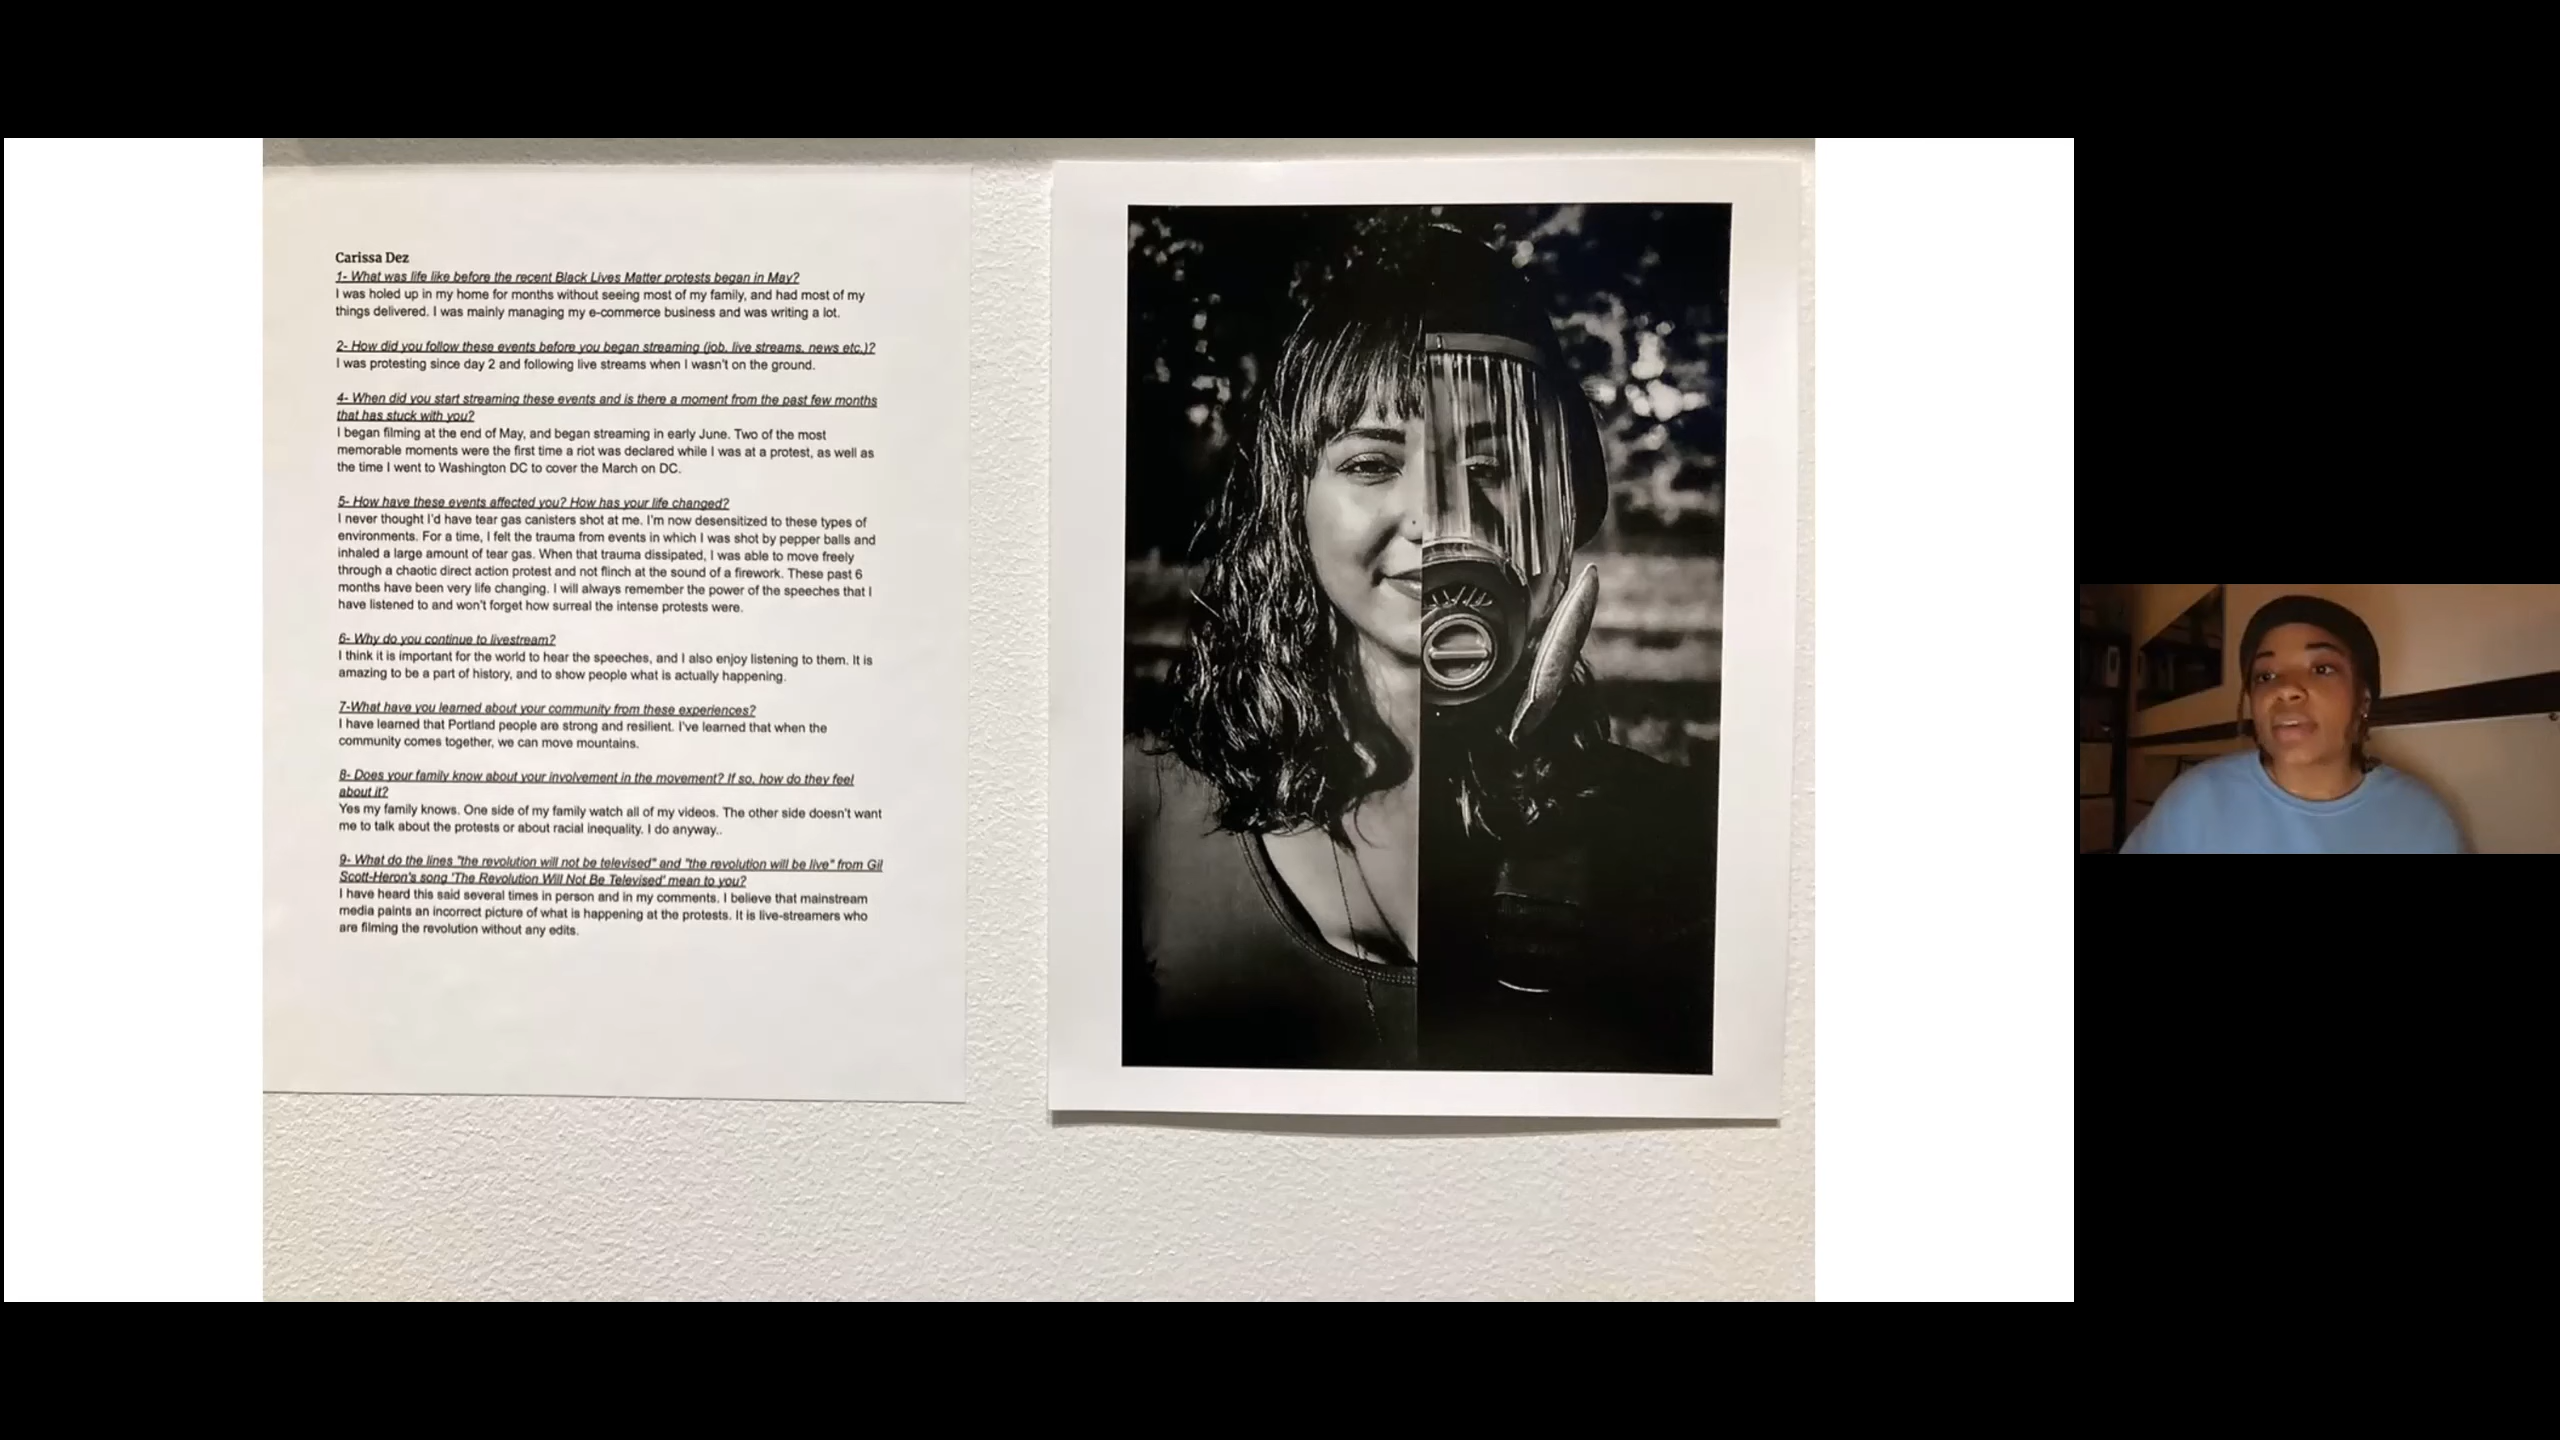 Carissa Dez
1- What was life like before the recent Black Lives Matter protests began in May?
I was holed up in my home for months without seeing most of my family, and had most of my
things delivered. I was mainly managing my e-commerce business and was writing a lot.
2- How did you follow these events before you began streaming (job, live streams, news etc.)?
I was protesting since day 2 and following live streams when I wasn't on the ground.
4- When did you start streaming these events and is there a moment from the past few months
that has stuck with you?
I began filming at the end of May, and began streaming in early June. Two of the most
memorable moments were the first time a riot was declared while I was at a protest, as well as
the time I went to Washington DC to cover the March on DC.
5- How have these events affected you? How has your life changed?
I never thought I'd have tear gas canisters shot at me. I'm now desensitized to these types of
environments. For a time, I felt the trauma from events in which I was shot by pepper balls and
inhaled a large amount of tear gas. When that trauma dissipated, I was able to move freely
through a chaotic direct action protest and not flinch at the sound of a firework. These past 6
months have been very life changing. I will always remember the power of the speeches that I
have listened to and won't forget how surreal the intense protests were.
6- Why do you continue to livestream?
I think it is important for the world to hear the speeches, and I also enjoy listening to them. It is
amazing to be a part of history, and to show people what is actually happening.
7-What have you learned about your community from these experiences?
I have learned that Portland people are strong and resilient. I've learned that when the
community comes together, we can move mountains.
8- Does your family know about your involvement in the movement? If so, how do they feel
about it?
Yes my family knows. One side of my family watch all of my videos. The other side doesn't want
me to talk about the protests or about racial inequality. I do anyway..
9- What do the lines "the revolution will not be televised" and "the revolution will be live" from Gil
Scott-Heron's song 'The Revolution Will Not Be Televised' mean to you?
I have heard this said several times in person and in my comments. I believe that mainstream
media paints an incorrect picture of what is happening at the protests. It is live-streamers who
are filming the revolution without any edits.